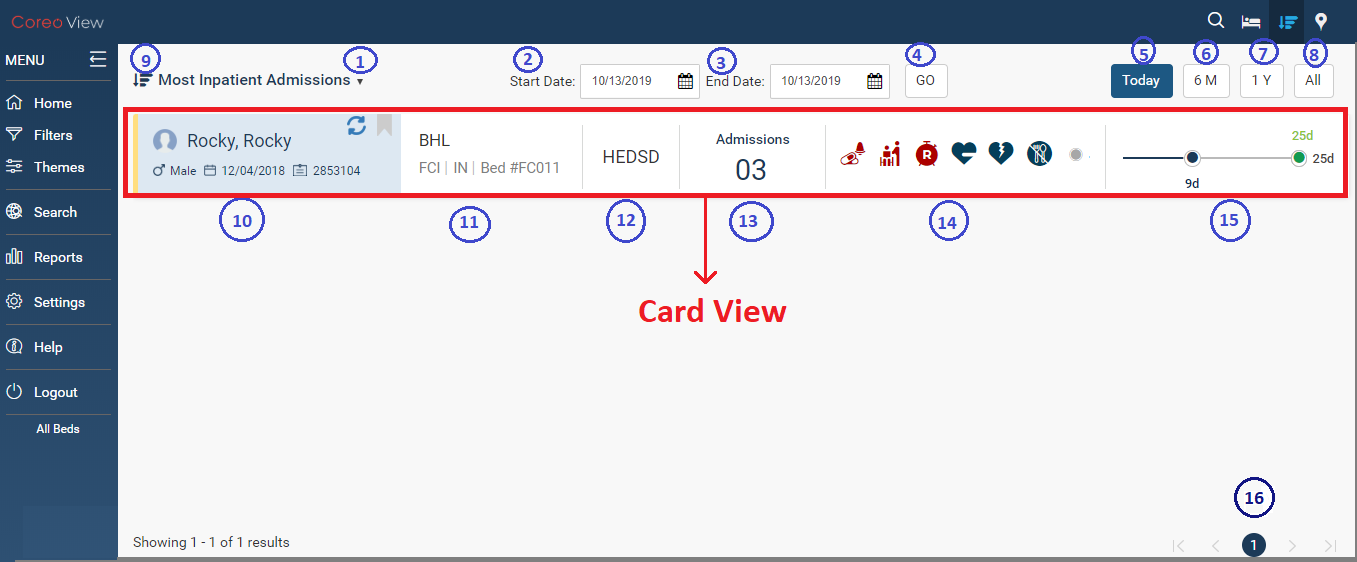 Coreo View
MENU
Home
Filters
Themes
Search
Reports
Settings
Help
Logout
All Beds
9
1
2
3
4
5
6
7
8
Most Inpatient Admissions
Start Date: 10/13/2019 End Date: 10/13/2019 GO
Today 6 M 1 Y All
Rocky, Rocky
Male 12/04/2018 2853104
BHL
FCI | IN | Bed #FC011
HEDSD
Admissions
03
R
25d
25d
9d
10
11
12
13
14
15
Card View
16
Showing 1 - 1 of 1 results
1